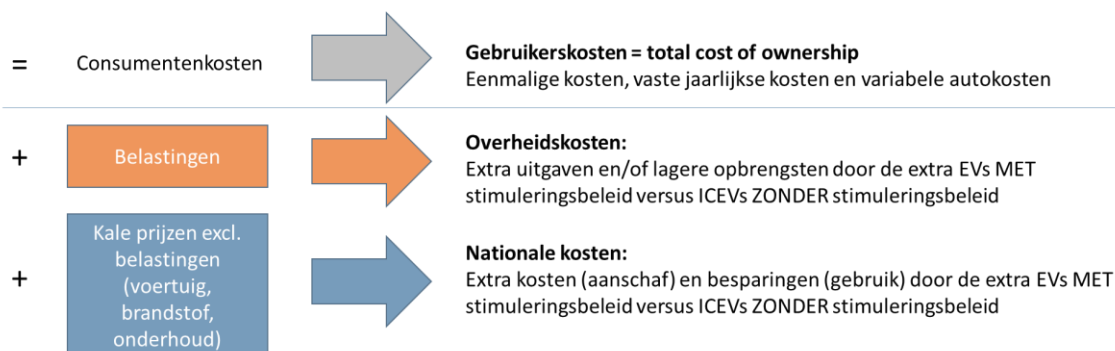 = Consumentenkosten
Gebruikerskosten = total cost of ownership
Eenmalige kosten, vaste jaarlijkse kosten en variabele autokosten
+ Belastingen
Overheidskosten:
Extra uitgaven en/of lagere opbrengsten door de extra EVs MET
stimuleringsbeleid versus ICEVs ZONDER stimuleringsbeleid
+
Kale prijzen excl.
belastingen
(voertuig,
brandstof,
onderhoud)
Nationale kosten:
Extra kosten (aanschaf) en besparingen (gebruik) door de extra EVs MET
stimuleringsbeleid versus ICEVs ZONDER stimuleringsbeleid